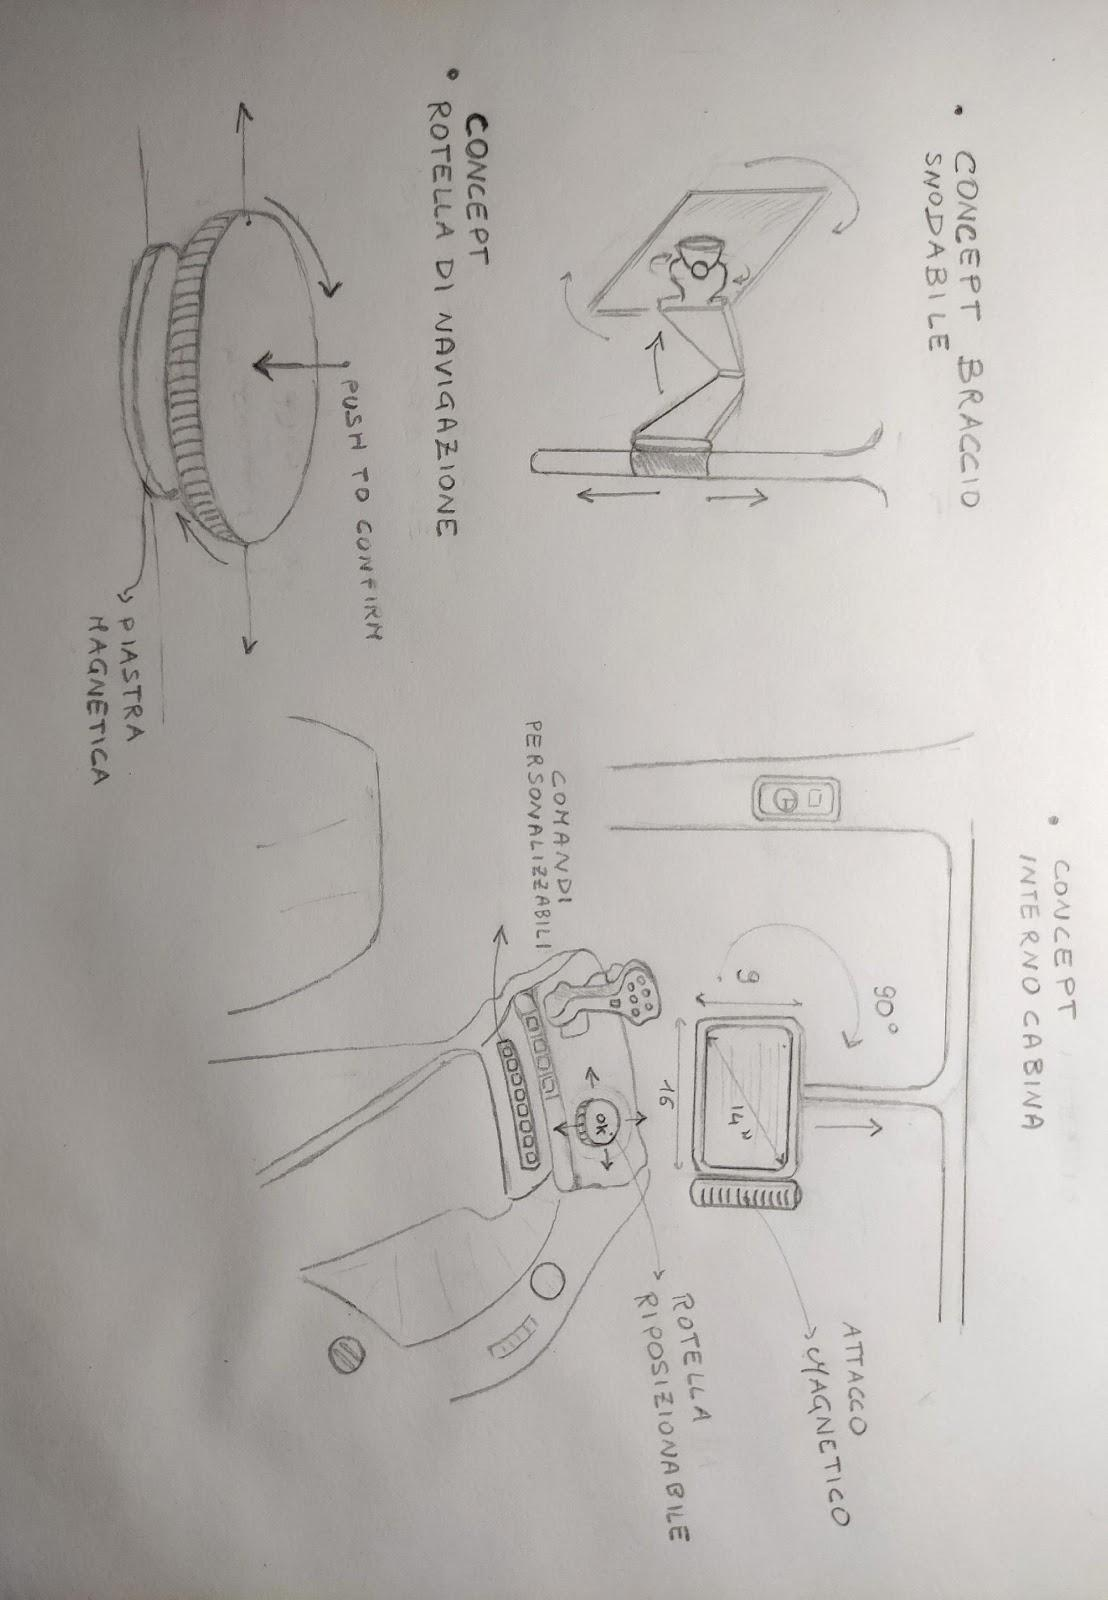 • CONCEPT BRACCIO
SNODABILE
• CONCEPT
ROTELLA DI NAVIGAZIONE
PUSH TO CONFIRM
PIASTRA
MAGNETICA
• CONCEPT
INTERNO CABINA
90°
9
16
14"
ATTACCO
MAGNETICO
COMANDI
PERSONALIZZABILI
OK
ROTELLA
RIPOSIZIONABILE